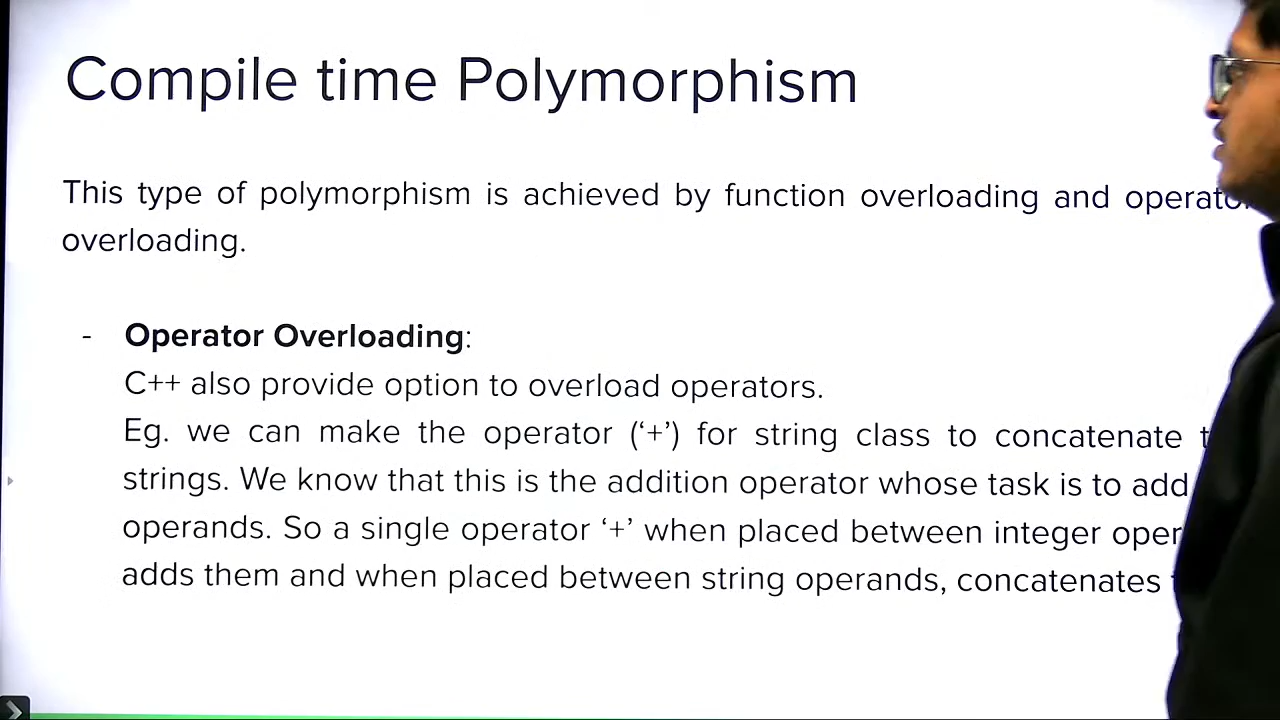 Compile time Polymorphism
This type of polymorphism is achieved by function overloading and
overloading.
- Operator Overloading:
C++ also provide option to overload operators.
Eg. we can make the operator (‘+’) for string class to concatenate
strings. We know that this is the addition operator whose task is to add
operands. So a single operator ‘+’ when placed between integer
adds them and when placed between string operands, concatenates